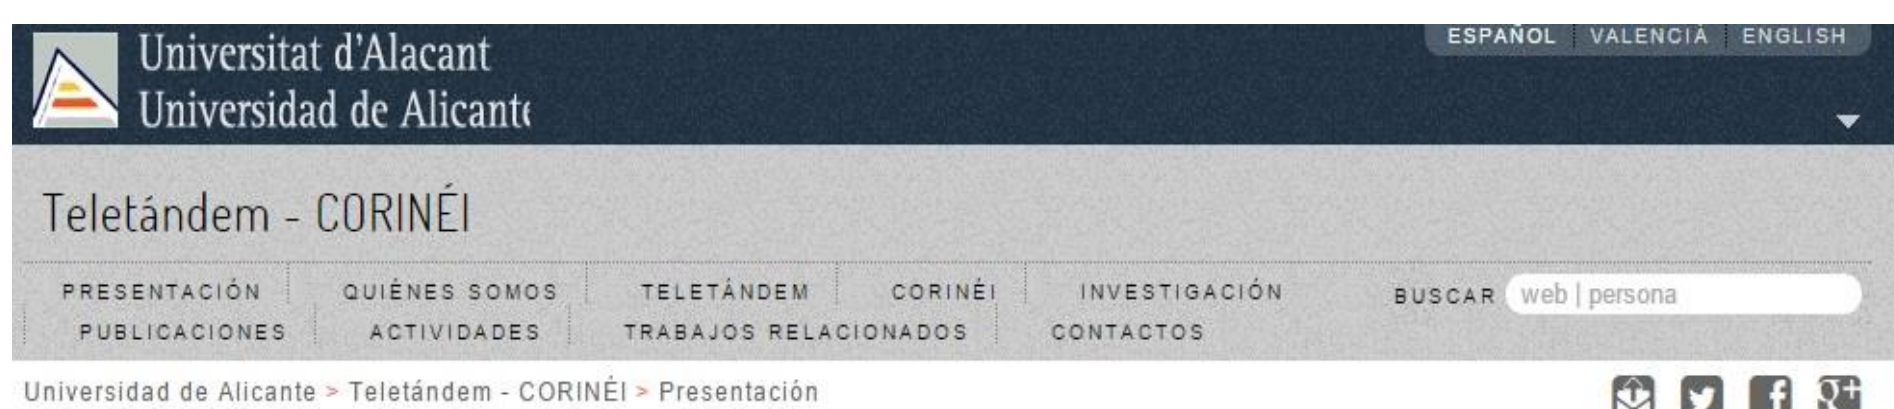 Universitat d'Alacant
Universidad de Alicante
ESPAÑOL VALENCIÀ ENGLISH
Teletándem - CORINÉI
PRESENTACIÓN QUIÉNES SOMOS TELETÁNDEM CORINÉI INVESTIGACIÓN
PUBLICACIONES ACTIVIDADES TRABAJOS RELACIONADOS CONTACTOS
BUSCAR web | persona
Universidad de Alicante > Teletándem - CORINÉI > Presentación